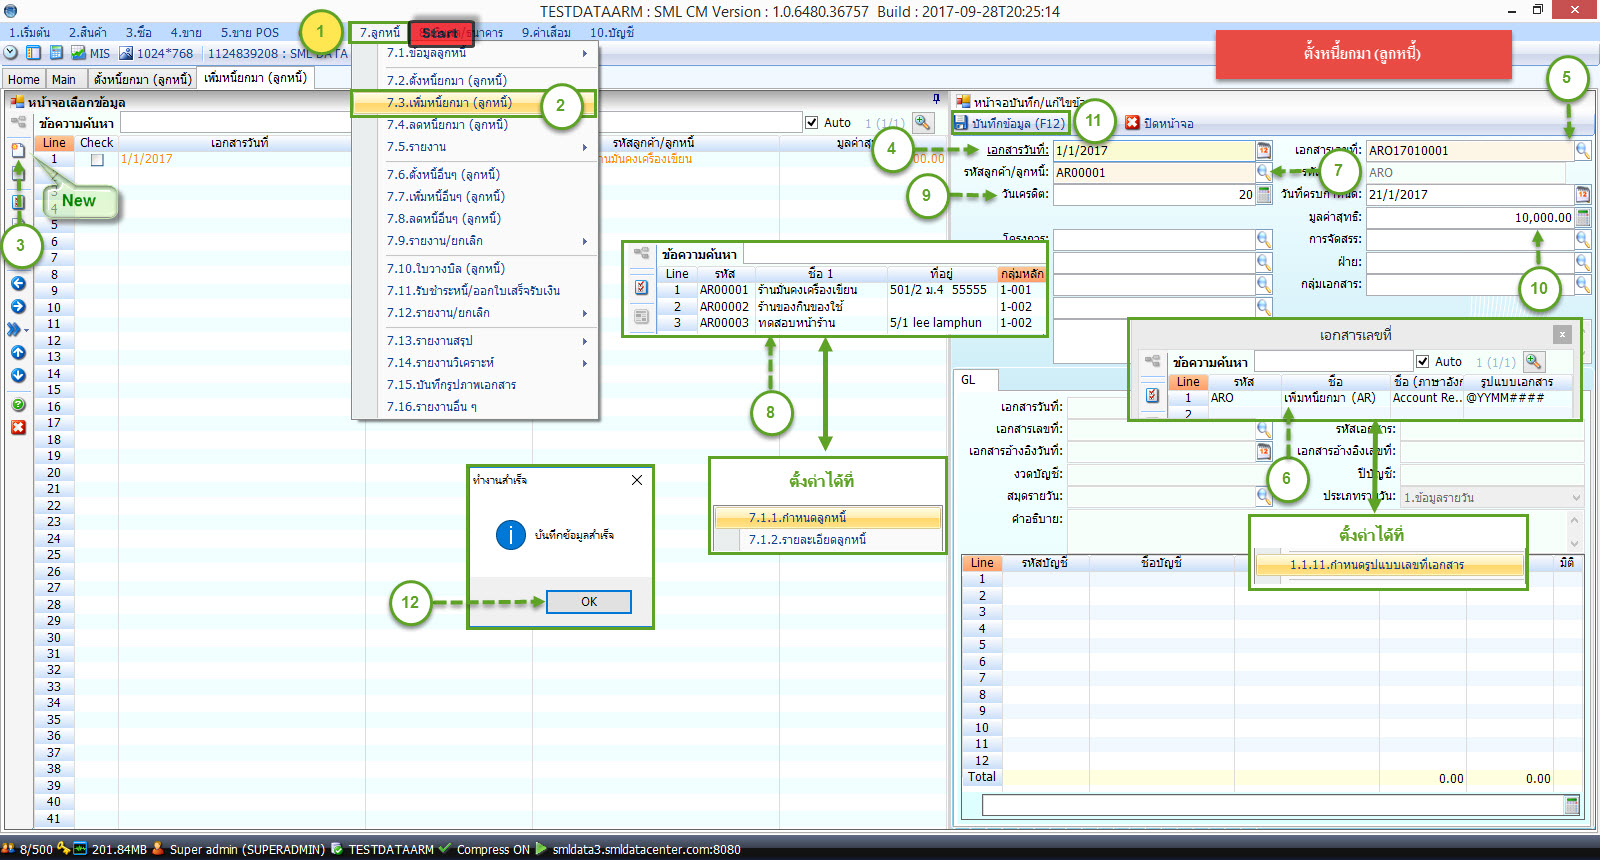 TESTDATAARM : SML CM Version : 1.0.6480.36757 Build : 2017-09-28T20:25:14
1.เริ่มต้น 2.สินค้า 3.ซื้อ 4.ขาย 5.ขาย POS 1 7.ลูกหนี้ Start /ธนาคาร 9.ค่าเสื่อม 10.บัญชี
MIS 1024*768 1124839208 : SML DATA
ตั้งหนี้ยกมา (ลูกหนี้)
Home Main ตั้งหนี้ยกมา (ลูกหนี้) เพิ่มหนี้ยกมา (ลูกหนี้)
7.1.ข้อมูลลูกหนี้
7.2.ตั้งหนี้ยกมา (ลูกหนี้)
7.3.เพิ่มหนี้ยกมา (ลูกหนี้)
7.4.ลดหนี้ยกมา (ลูกหนี้)
7.5.รายงาน
7.6.ตั้งหนี้อื่นๆ (ลูกหนี้)
7.7.เพิ่มหนี้อื่นๆ (ลูกหนี้)
7.8.ลดหนี้อื่นๆ (ลูกหนี้)
7.9.รายงาน/ยกเลิก
7.10.ใบวางบิล (ลูกหนี้)
7.11.รับชำระหนี้/ออกใบเสร็จรับเงิน
7.12.รายงาน/ยกเลิก
7.13.รายงานสรุป
7.14.รายงานวิเคราะห์
7.15.บันทึกรูปภาพเอกสาร
7.16.รายงานอื่น ๆ
2
หน้าจอเลือกข้อมูล
ข้อความค้นหา Auto 1 (1/1)
Line Check เอกสารวันที่ รหัสลูกค้า/ลูกหนี้ มูลค่าสุ
1 1/1/2017 านมันคงเครื่องเขียน 00.00
New
3
4
5
6
7
8
9
10
11
12
13
14
15
16
17
18
19
20
21
22
23
24
25
26
27
28
29
30
31
32
33
34
35
36
37
38
39
40
41
3
หน้าจอบันทึก/แก้ไขข้อ
บันทึกข้อมูล (F12) 11 ปิดหน้าจอ
5
4 เอกสารวันที่: 1/1/2017 เอกสารเลขที่: ARO17010001
รหัสลูกค้า/ลูกหนี้: AR00001 7 รหั ARO
9 วันเครดิต: 20 วันที่ครบกำหนด: 21/1/2017
มูลค่าสุทธิ: 10,000.00
โครงการ: การจัดสรร:
ฝ่าย:
กลุ่มเอกสาร:
10
ข้อความค้นหา
Line รหัส ชื่อ 1 ที่อยู่ กลุ่มหลัก
1 AR00001 ร้านมันคงเครื่องเขียน 501/2 ม.4 55555 1-001
2 AR00002 ร้านของกินของใช้ 1-002
3 AR00003 ทดสอบหน้าร้าน 5/1 lee lamphun 1-002
8
ตั้งค่าได้ที่
7.1.1.กำหนดลูกหนี้
7.1.2.รายละเอียดลูกหนี้
เอกสารเลขที่ x
ข้อความค้นหา Auto 1 (1/1)
Line รหัส ชื่อ ชื่อ (ภาษาอังก รูปแบบเอกสาร
1 ARO เพิ่มหนี้ยกมา (AR) Account Re.. @YYMM####
2
6
ตั้งค่าได้ที่
1.1.11.กำหนดรูปแบบเลขที่เอกสาร
GL
เอกสารวันที่:
เอกสารเลขที่: รหัสเอกสาร:
เอกสารอ้างอิงวันที่: เอกสารอ้างอิงเลขที่:
งวดบัญชี: ปีบัญชี:
สมุดรายวัน: ประเภทรายวัน: 1.ข้อมูลรายวัน
คำอธิบาย:
Line รหัสบัญชี ชื่อบัญชี มิติ
1
2
3
4
5
6
7
8
9
10
11
12
Total 0.00 0.00
ทำงานสำเร็จ
บันทึกข้อมูลสำเร็จ
12 OK
8/500 201.84MB Super admin (SUPERADMIN) TESTDATAARM Compress ON smldata3.smldatacenter.com:8080